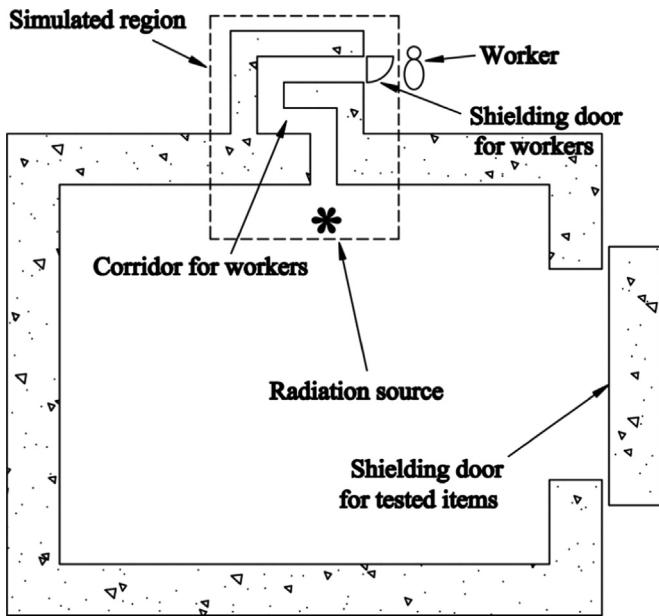 Simulated region
Worker
Shielding door
for workers
Corridor for workers
Radiation source
Shielding door
for tested items